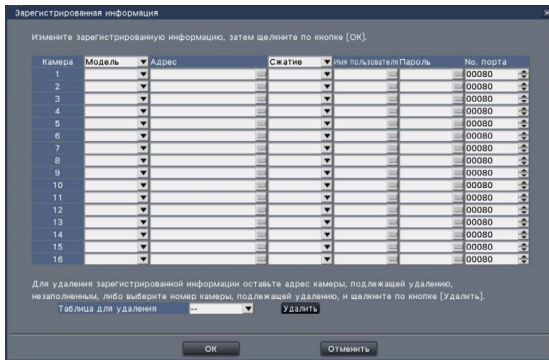 Зарегистрированная информация
Измените зарегистрированную информацию, затем щелкните по кнопке [OK].
Камера Модель Адрес Сжатие Имя пользователя Пароль No. порта
1 00080
2 00080
3 00080
4 00080
5 00080
6 00080
7 00080
8 00080
9 00080
10 00080
11 00080
12 00080
13 00080
14 00080
15 00080
16 00080
Для удаления зарегистрированной информации оставьте адрес камеры, подлежащей удалению,
незаполненным, либо выберите номер камеры, подлежащей удалению, и щелкните по кнопке [Удалить].
Таблица для удаления -- Удалить
OK Отменить